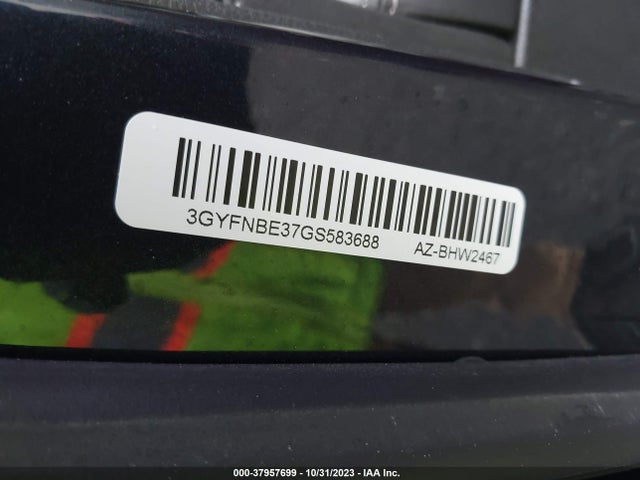 3GYFNBE37GS583688 AZ-BHW2467
000-37957699 - 10/31/2023 - IAA Inc.